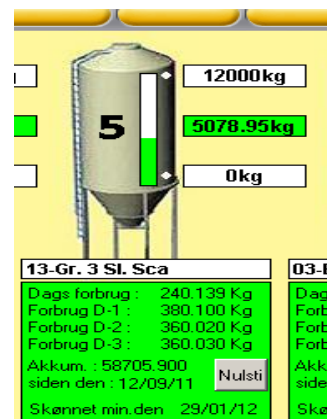 12000kg
5
5078.95kg
0kg
13-Gr. 3 Sl. Sca
Dags forbrug : 240.139 Kg
Forbrug D-1 : 380.100 Kg
Forbrug D-2 : 360.020 Kg
Forbrug D-3 : 360.030 Kg
Akkum. : 58705.900
siden den : 12/09/11
Nulsti
Skønnet min.den 29/01/12
03-
Dag
Forb
Forb
Forb
Akk
side
Skø